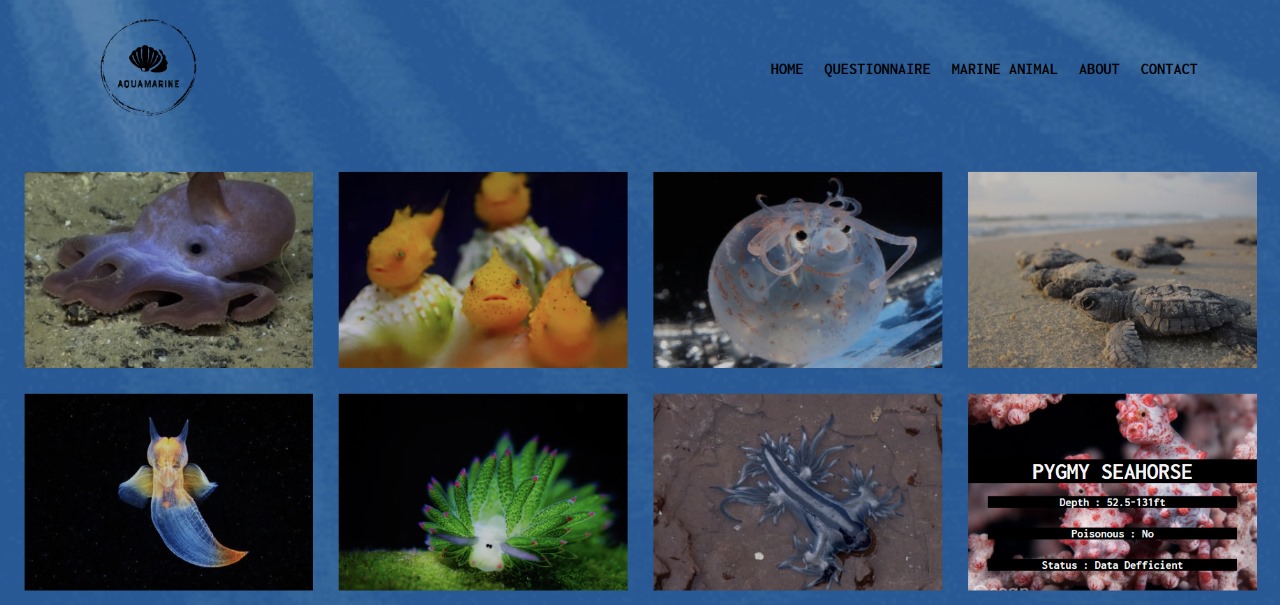 AQUAMARINE
HOME QUESTIONNAIRE MARINE ANIMAL ABOUT CONTACT
PYGMY SEAHORSE
Depth : 52.5-131ft
Poisonous : No
Status : Data Defficient